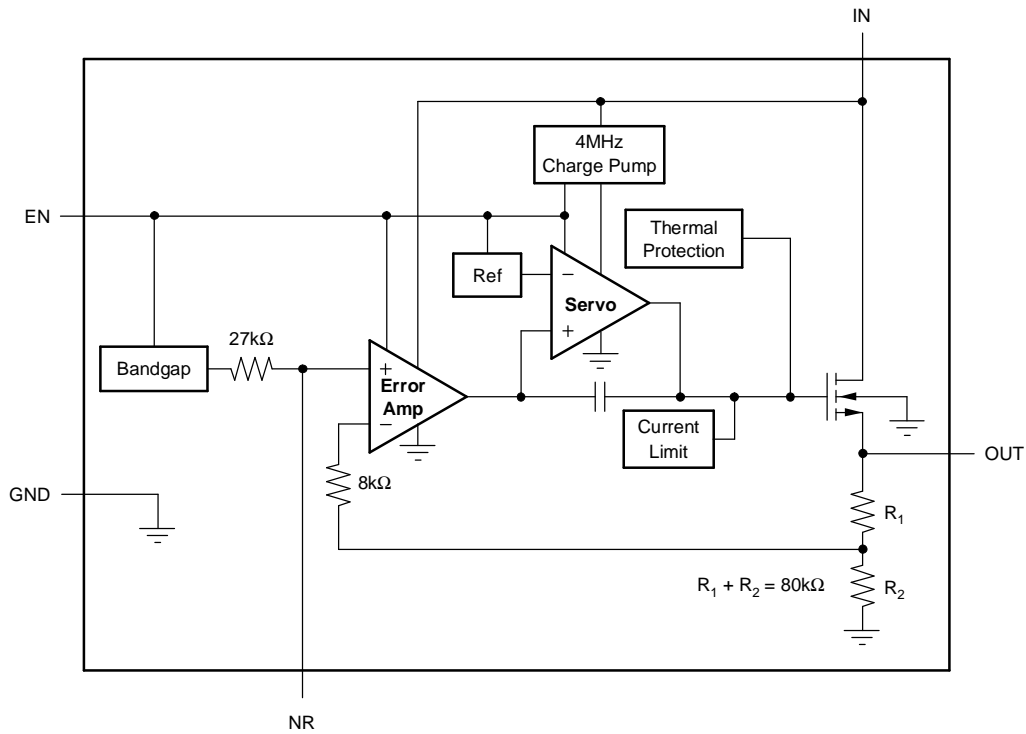 IN
4MHz
Charge Pump
EN
Thermal
Protection
Ref
−
Servo
+
27kΩ
Bandgap
+
Error
Amp
−
Current
Limit
OUT
8kΩ
GND
R1
R1 + R2 = 80kΩ
R2
NR